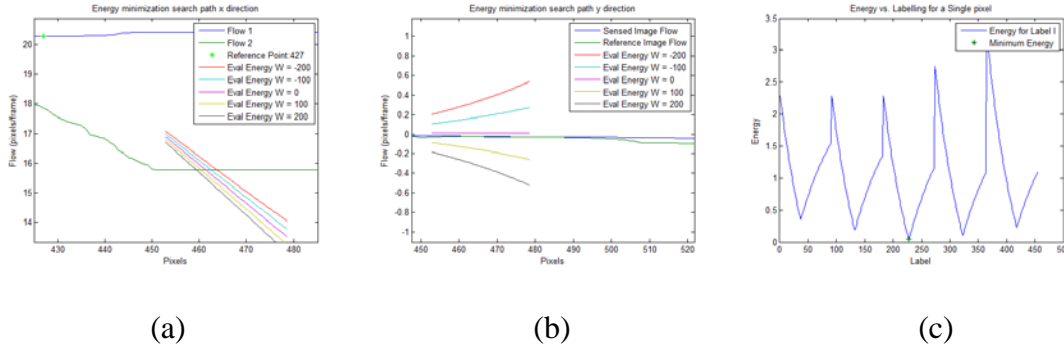 Energy minimization search path x direction
Flow 1
Flow 2
Reference Point:427
Eval Energy W = -200
Eval Energy W = -100
Eval Energy W = 0
Eval Energy W = 100
Eval Energy W = 200
Flow (pixels/frame)
20
19
18
17
16
15
14
430
440
450
460
470
480
Pixels
(a)
Energy minimization search path y direction
Sensed Image Flow
Reference Image Flow
Eval Energy W = -200
Eval Energy W = -100
Eval Energy W = 0
Eval Energy W = 100
Eval Energy W = 200
Flow (pixels/frame)
1
0.8
0.6
0.4
0.2
0
-0.2
-0.4
-0.6
-0.8
-1
450
460
470
480
490
500
510
520
Pixels
(b)
Energy vs. Labelling for a Single pixel
Energy for Label l
Minimum Energy
Energy
3.5
3
2.5
2
1.5
1
0.5
0
0
50
100
150
200
250
300
350
400
450
500
Label
(c)